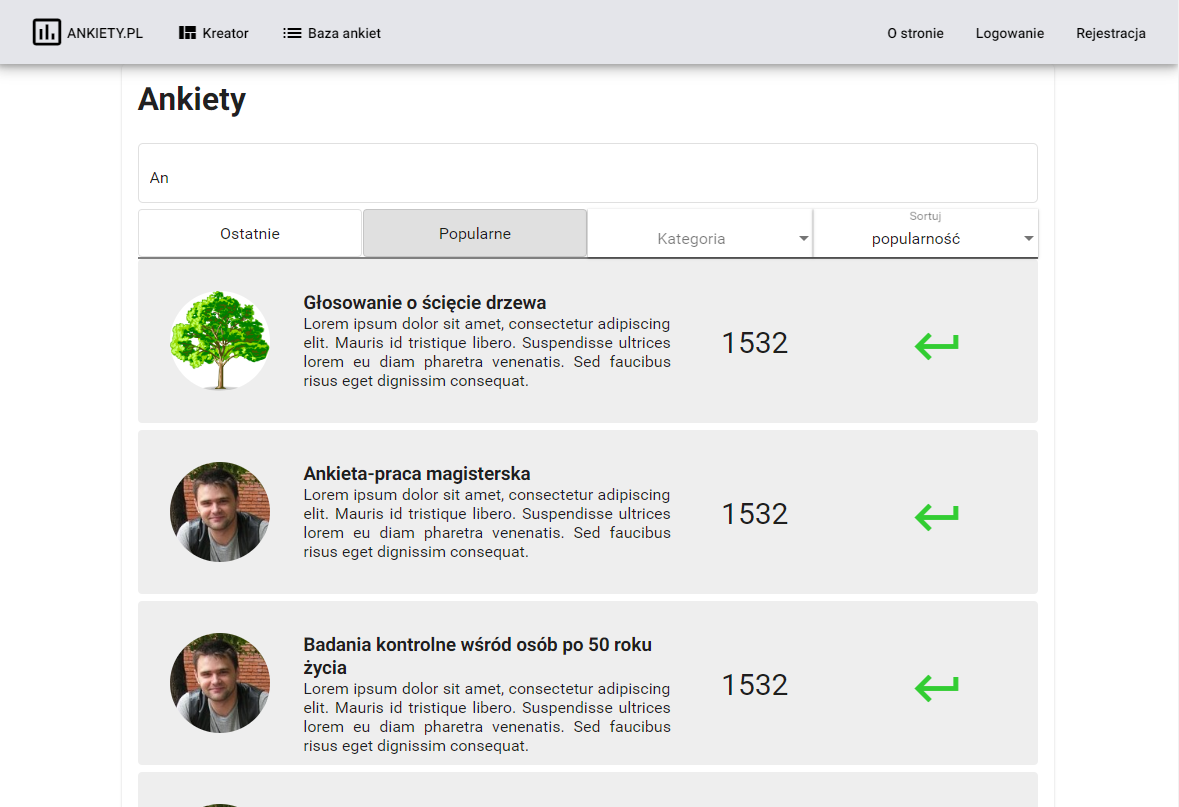 ANKIETY.PL Kreator Baza ankiet O stronie Logowanie Rejestracja
Ankiety
An
Sortuj
Ostatnie Popularne Kategoria popularność
Głosowanie o ścięcie drzewa
Lorem ipsum dolor sit amet, consectetur adipiscing
elit. Mauris id tristique libero. Suspendisse ultrices
lorem eu diam pharetra venenatis. Sed faucibus
risus eget dignissim consequat.
1532
Ankieta-praca magisterska
Lorem ipsum dolor sit amet, consectetur adipiscing
elit. Mauris id tristique libero. Suspendisse ultrices
lorem eu diam pharetra venenatis. Sed faucibus
risus eget dignissim consequat.
1532
Badania kontrolne wśród osób po 50 roku
życia
Lorem ipsum dolor sit amet, consectetur adipiscing
elit. Mauris id tristique libero. Suspendisse ultrices
lorem eu diam pharetra venenatis. Sed faucibus
risus eget dignissim consequat.
1532